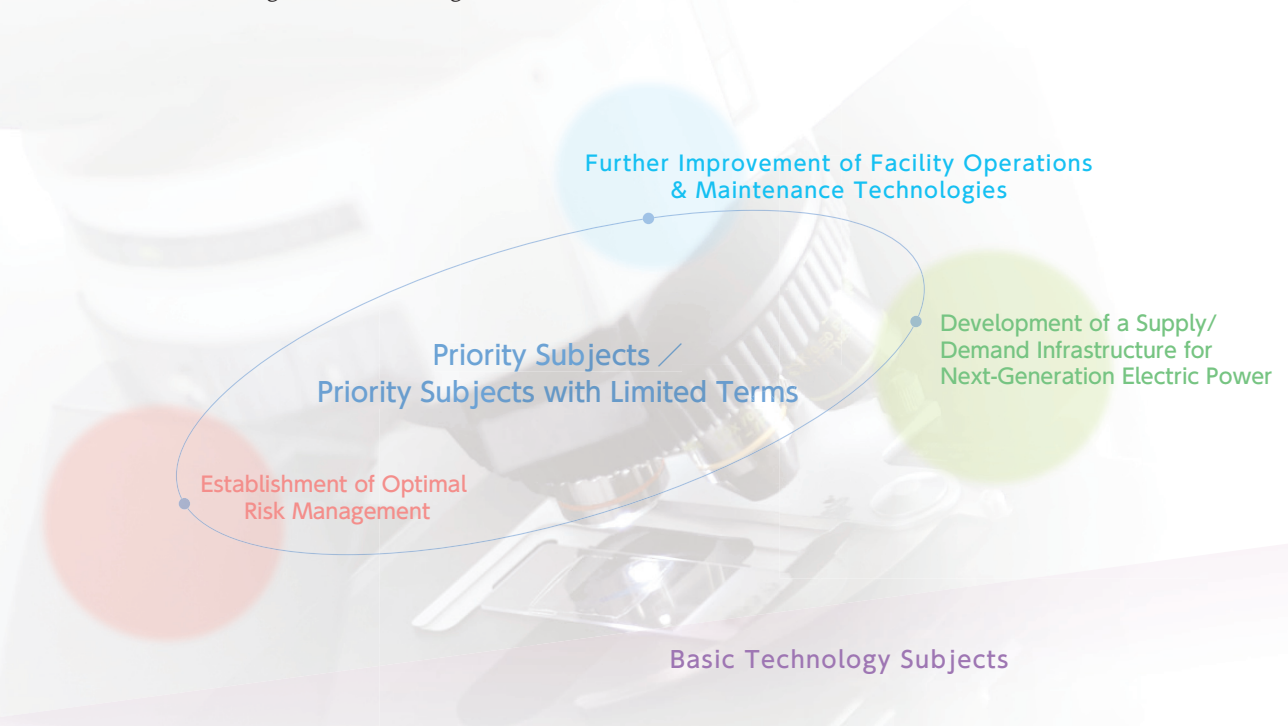 Further Improvement of Facility Operations
& Maintenance Technologies
Development of a Supply/
Demand Infrastructure for
Next-Generation Electric Power
Priority Subjects／
Priority Subjects with Limited Terms
Establishment of Optimal
Risk Management
Basic Technology Subjects